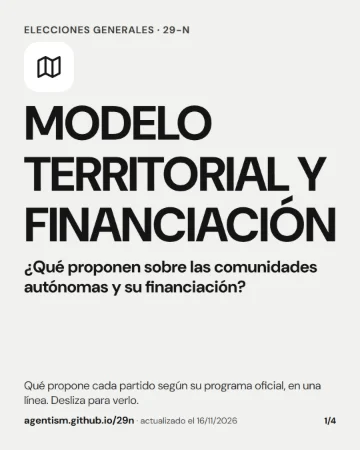 ELECCIONES GENERALES · 29-N
MODELO
TERRITORIAL Y
FINANCIACIÓN
¿Qué proponen sobre las comunidades
autónomas y su financiación?
Qué propone cada partido según su programa oficial, en una
línea. Desliza para verlo.
agentism.github.io/29n · actualizado el 16/11/2026 1/4